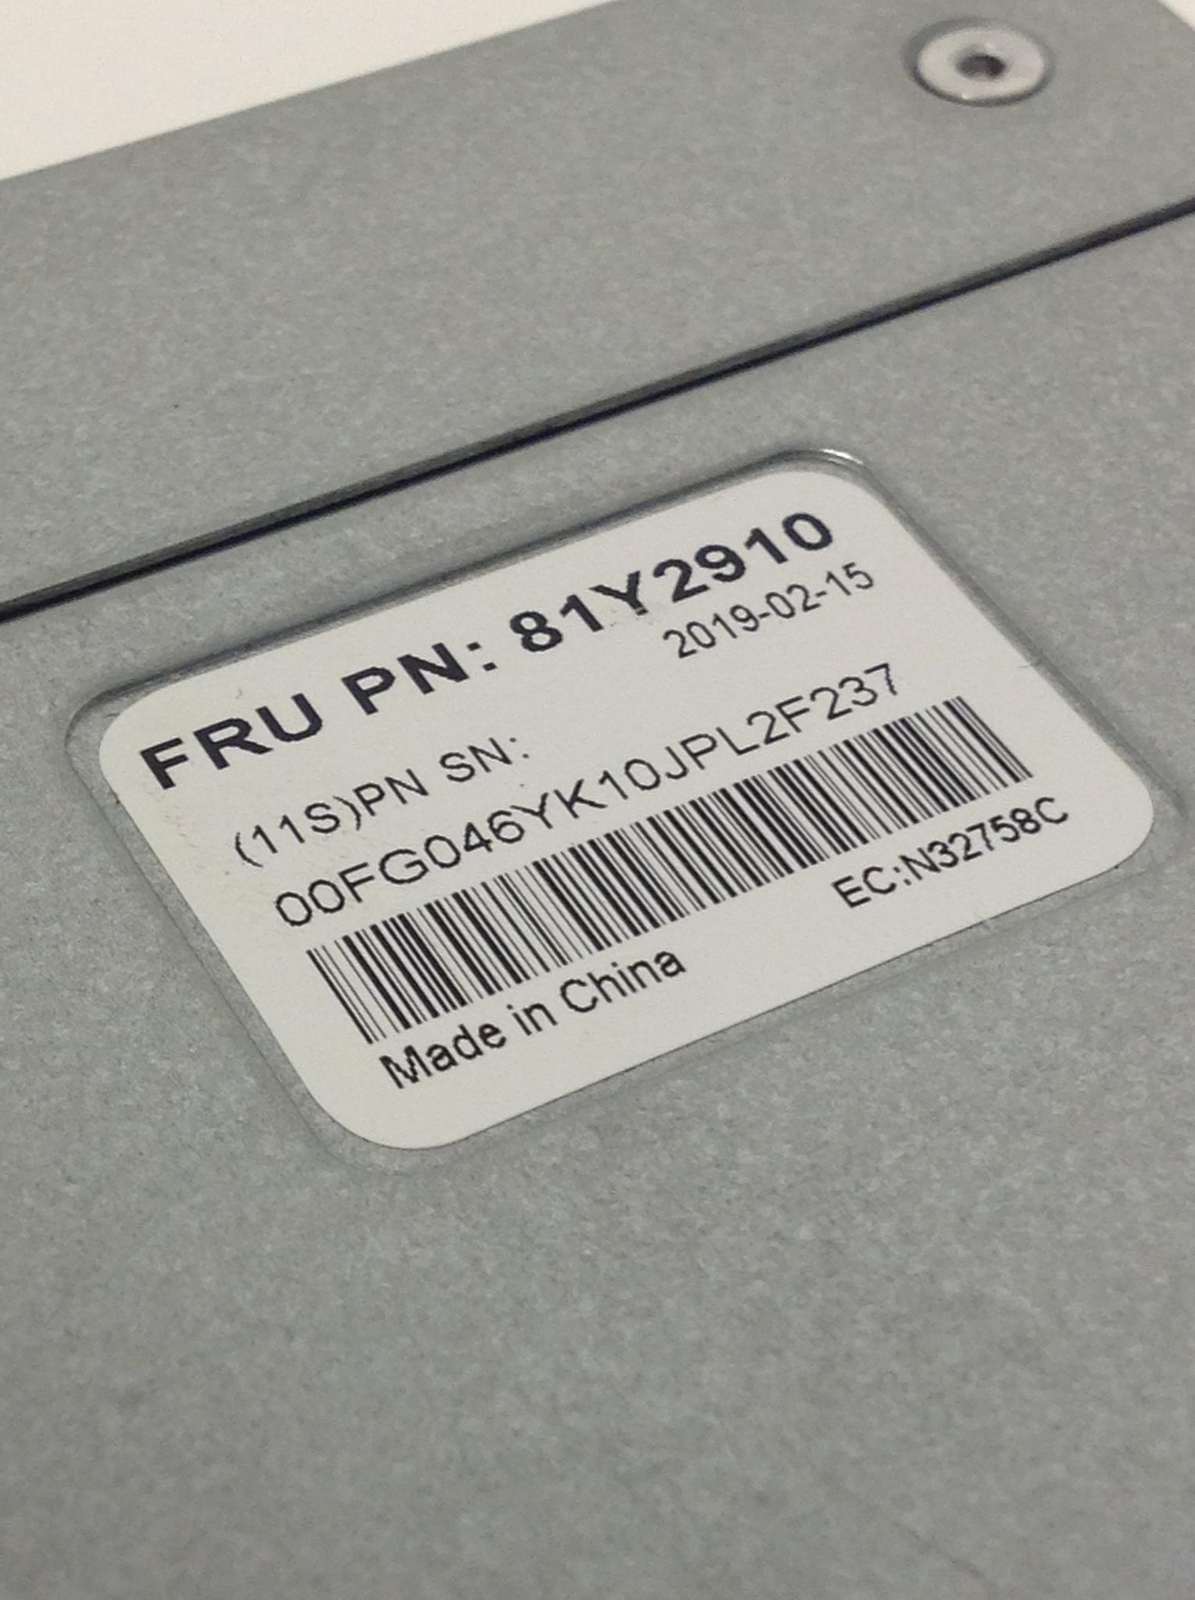 FRU PN: 81Y2910
2019-02-15
(11S)PN SN:
00FG046YK10JPL2F237
EC:N32758C
Made in China